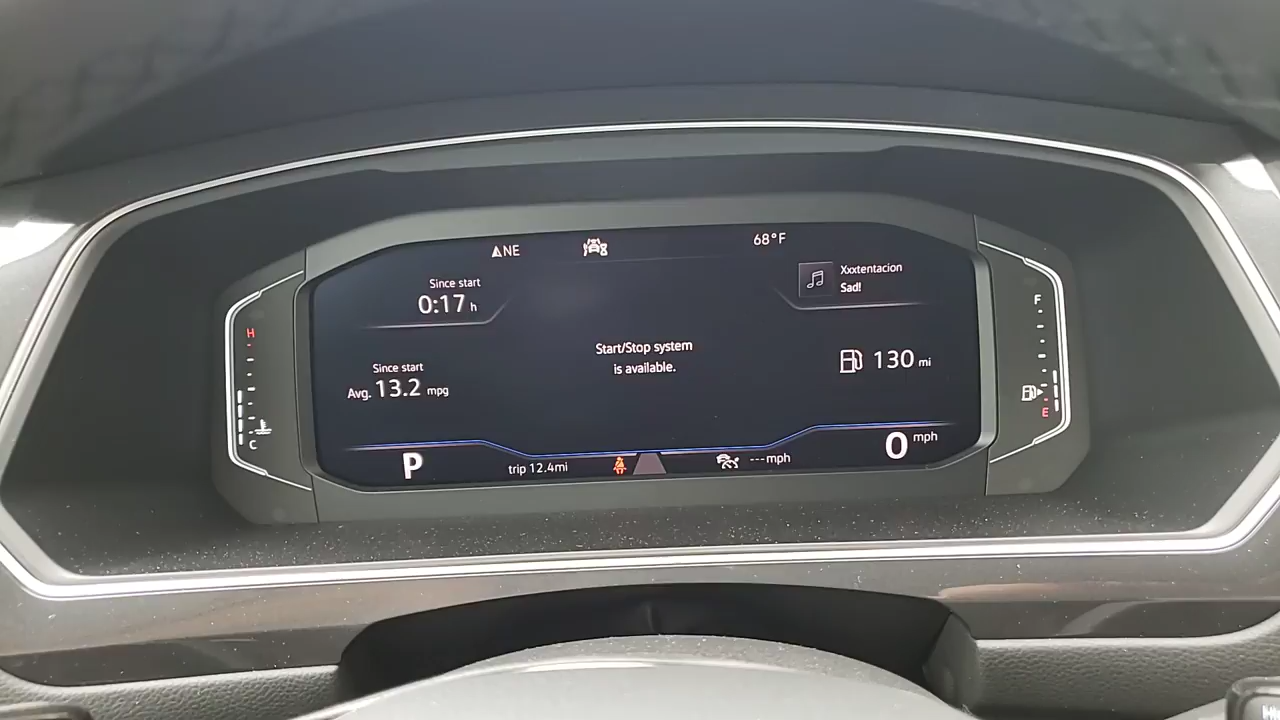 NE
68°F
Since start
0:17 h
Xxxtentacion
Sad!
H
F
Start/Stop system
is available.
130 mi
Since start
Avg. 13.2 mpg
E
C
P
trip 12.4mi
---mph
0 mph